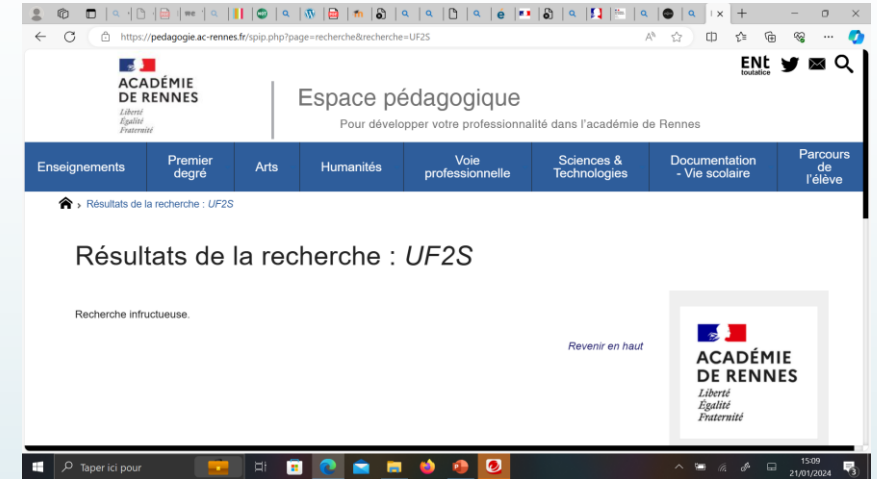 https://pedagogie.ac-rennes.fr/spip.php?page=recherche&recherche=UF2S
ACADÉMIE
DE RENNES
Liberté
Égalité
Fraternité
Espace pédagogique
Pour développer votre professionnalité dans l'académie de Rennes
ENt
toutatice
Enseignements
Premier
degré
Arts
Humanités
Voie
professionnelle
Sciences &
Technologies
Documentation
- Vie scolaire
Parcours
de
l'élève
Résultats de la recherche : UF2S
Résultats de la recherche : UF2S
Recherche infructueuse.
Revenir en haut
ACADÉMIE
DE RENNES
Liberté
Égalité
Fraternité
Taper ici pour
15:09
21/01/2024